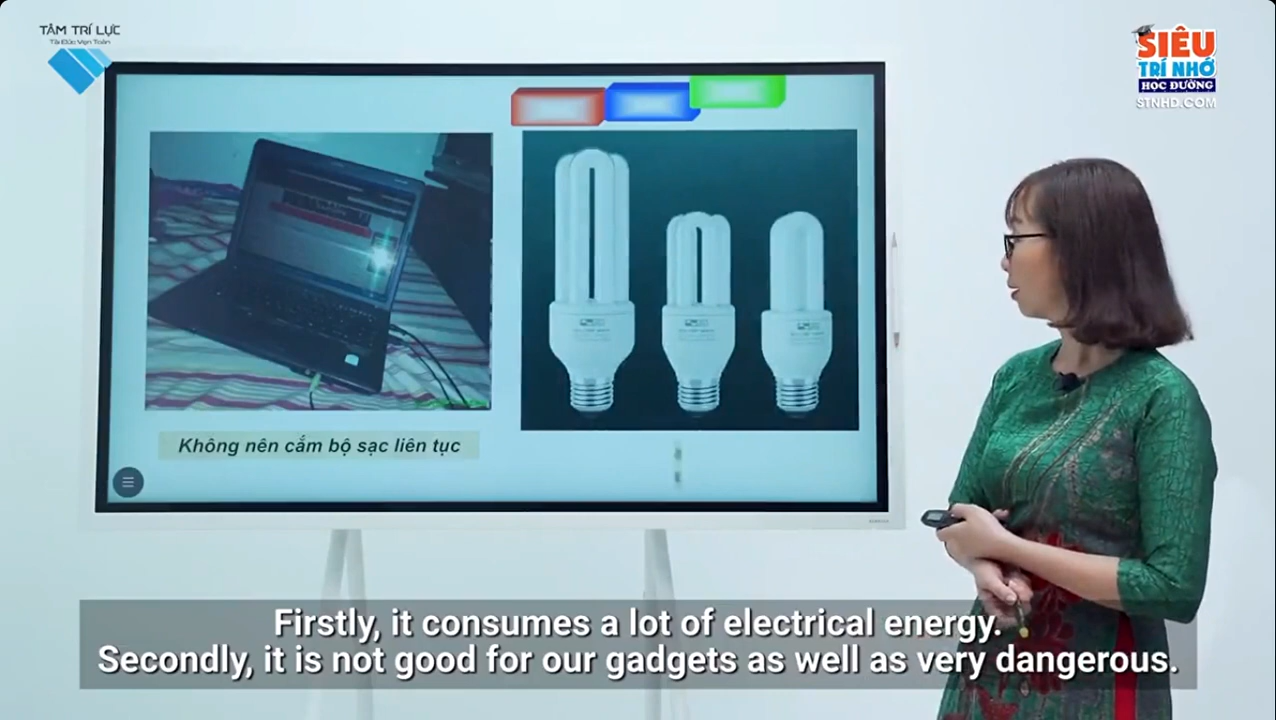 TÂM TRÍ LỰC
Tài Đức Vẹn Toàn
SIÊU
TRÍ NHỚ
HỌC ĐƯỜNG
STNHD.COM
Không nên cắm bộ sạc liên tục
Firstly, it consumes a lot of electrical energy.
Secondly, it is not good for our gadgets as well as very dangerous.